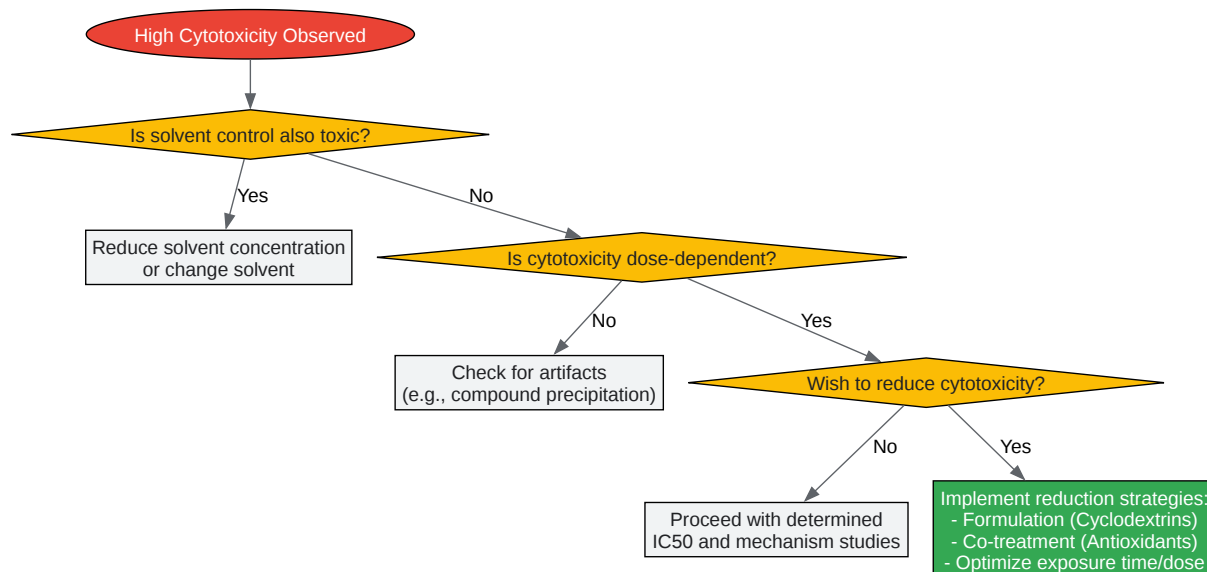 High Cytotoxicity Observed
Is solvent control also toxic?
Yes
No
Reduce solvent concentration
or change solvent
Is cytotoxicity dose-dependent?
No
Yes
Check for artifacts
(e.g., compound precipitation)
Wish to reduce cytotoxicity?
No
Yes
Proceed with determined
IC50 and mechanism studies
Implement reduction strategies:
- Formulation (Cyclodextrins)
- Co-treatment (Antioxidants)
- Optimize exposure time/dose